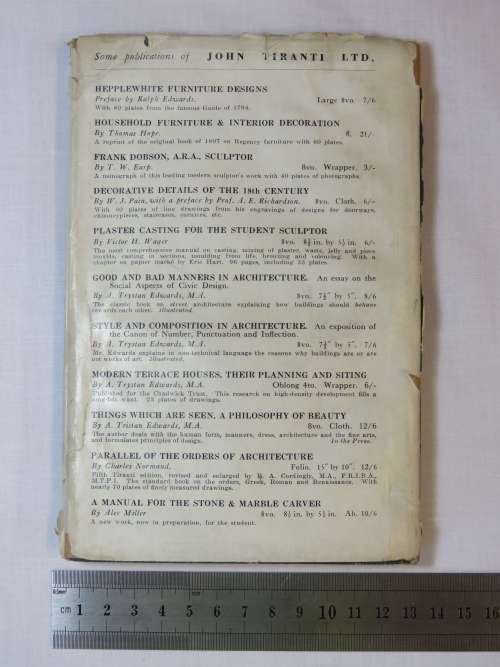 Some publications of JOHN TIRANTI LTD.
HEPPLEWHITE FURNITURE DESIGNS
Preface by Ralph Edwards. Large 8vo. 7/6
With 80 plates from the famous Guide of 1794.
HOUSEHOLD FURNITURE & INTERIOR DECORATION
By Thomas Hope. fl. 21/-
A reprint of the original book of 1807 on Regency furniture with 60 plates.
FRANK DOBSON, A.R.A., SCULPTOR
By T. W. Earp. 8vo. Wrapper. 3/-
A monograph of this leading modern sculptor's work with 40 plates of photographs.
DECORATIVE DETAILS OF THE 18th CENTURY
By W. J. Pain, with a preface by Prof. A. E. Richardson. 8vo. Cloth. 6/-
With 60 plates of line drawings from his engravings of designs for doorways,
chimneypieces, staircases, cornices, etc.
PLASTER CASTING FOR THE STUDENT SCULPTOR
By Victor H. Wager 8vo. 8¾ in. by 5½ in. 6/-
The most comprehensive manual on casting, mixing of plaster, waste, jelly and piece
moulds, casting in sections, moulding from life, bronzing and colouring. With a
chapter on papier maché by Eric Hart. 96 pages, including 32 plates
GOOD AND BAD MANNERS IN ARCHITECTURE. An essay on the
Social Aspects of Civic Design.
By A. Trystan Edwards, M.A. 8vo. 7½" by 5". 8/6
The classic book on street architecture explaining how buildings should behave
towards each other. Illustrated.
STYLE AND COMPOSITION IN ARCHITECTURE. An exposition of
the Canon of Number, Punctuation and Inflection.
By A. Trystan Edwards, M.A. 8vo. 7½" by 5". 7/6
Mr. Edwards explains in non-technical language the reasons why buildings are or are
not works of art. Illustrated.
MODERN TERRACE HOUSES, THEIR PLANNING AND SITING
By A. Trystan Edwards, M.A. Oblong 4to. Wrapper. 6/-
Published for the Chadwick Trust. This research on high-density development fills a
long-felt want. 23 plates of drawings.
THINGS WHICH ARE SEEN, A PHILOSOPHY OF BEAUTY
By A. Tristan Edwards, M.A. 8vo. Cloth. 12/6
The author deals with the human form, manners, dress, architecture and the fine arts,
and formulates principles of design. In the Press.
PARALLEL OF THE ORDERS OF ARCHITECTURE
By Charles Normand. Folio. 15" by 10". 12/6
Fifth Tiranti edition, revised and enlarged by R. A. Cordingly, M.A., F.R.I.B.A.,
M.T.P.I. The standard book on the orders, Greek, Roman and Renaissance. With
nearly 70 plates of finely measured drawings.
A MANUAL FOR THE STONE & MARBLE CARVER
By Alec Miller 8vo. 8½ in. by 5½ in. Ab. 10/6
A new work, now in preparation, for the student.
0.5mm
cm 1 2 3 4 5 6 7 8 9 10 11 12 13 14 15 16